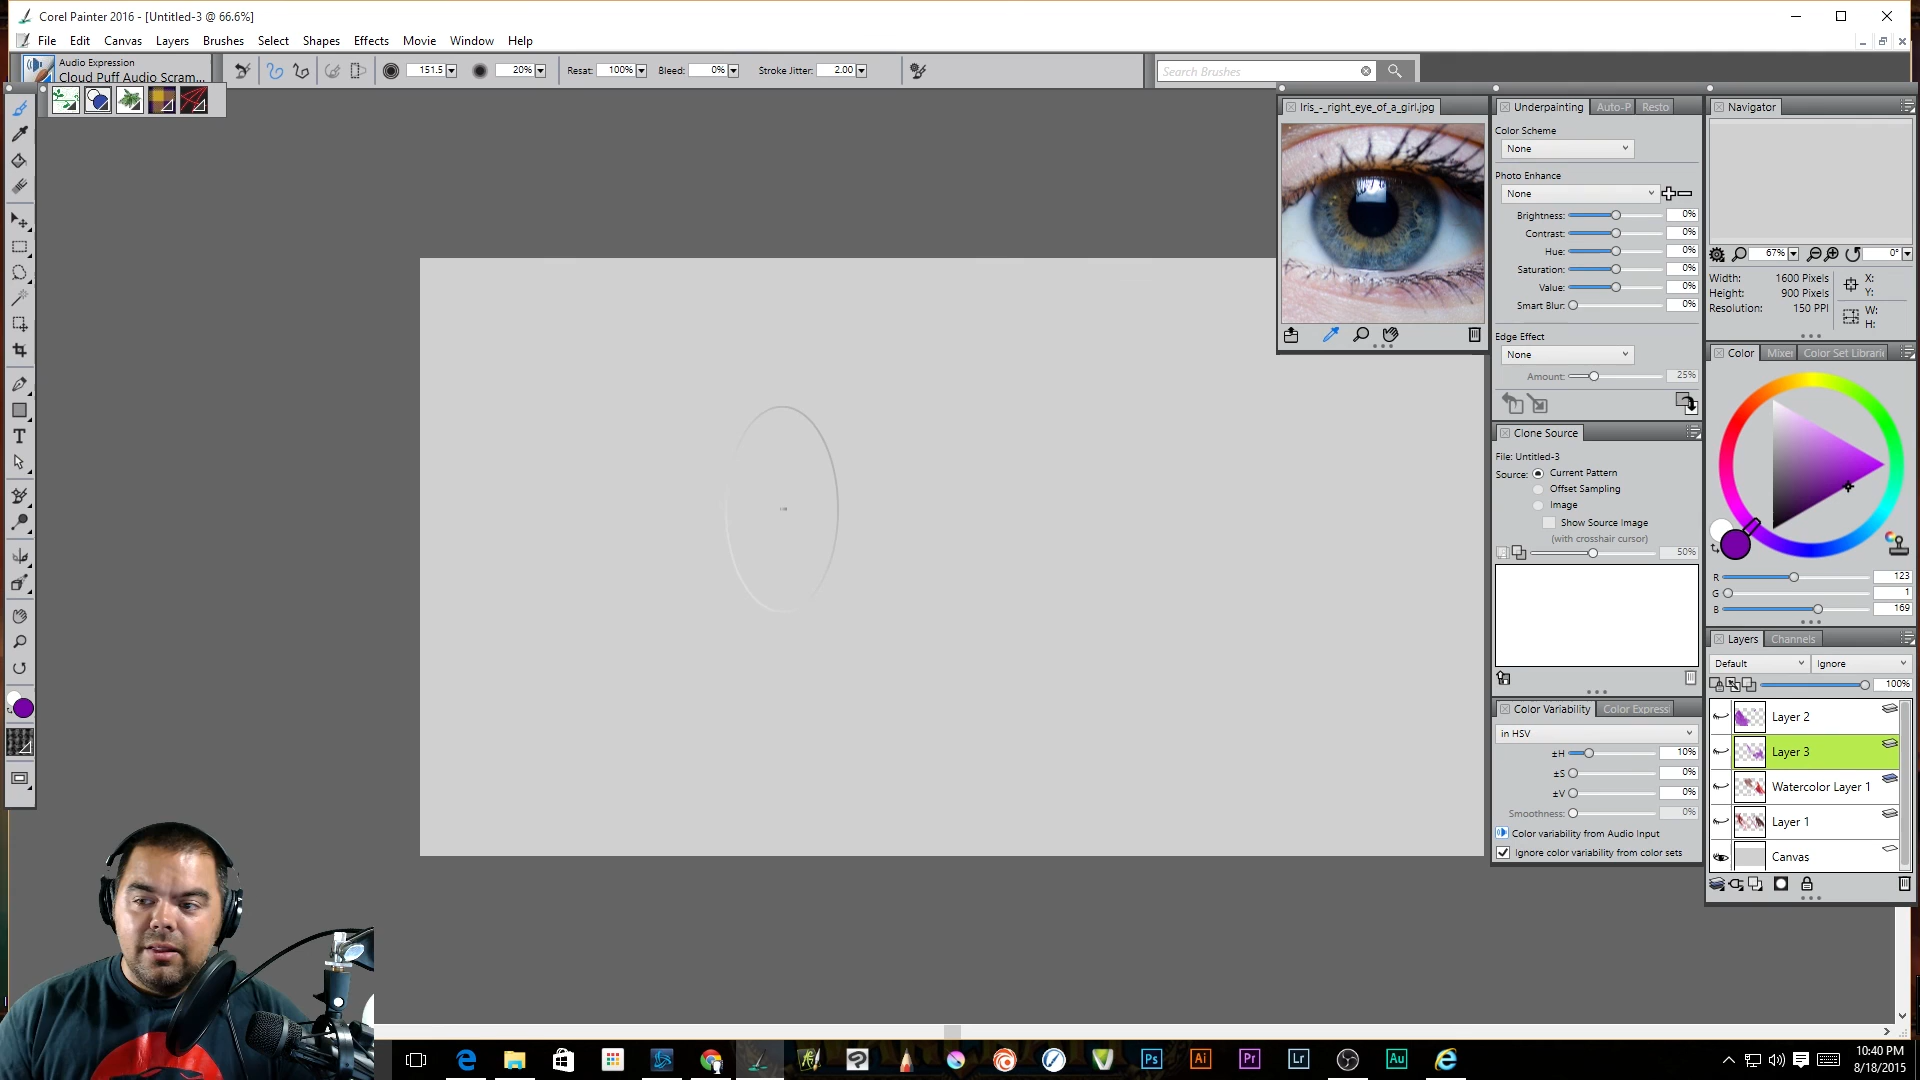 Corel Painter 2016 - [Untitled-3 @ 66.6%]
File Edit Canvas Layers Brushes Select Shapes Effects Movie Window Help
Audio Expression
Cloud Puff Audio Scram...
151.5
20%
Resat: 100%
Bleed: 0%
Stroke Jitter: 2.00
Search Brushes
Iris_-_right_eye_of_a_girl.jpg
Underpainting Auto-P Resto
Color Scheme
None
Photo Enhance
None
Brightness: 0%
Contrast: 0%
Hue: 0%
Saturation: 0%
Value: 0%
Smart Blur: 0%
Edge Effect
None
Amount: 25%
Clone Source
File: Untitled-3
Source: Current Pattern
Offset Sampling
Image
Show Source Image
(with crosshair cursor)
50%
Color Variability Color Express
in HSV
±H 10%
±S 0%
±V 0%
Smoothness: 0%
Color variability from Audio Input
Ignore color variability from color sets
Navigator
67% 0°
Width: 1600 Pixels
Height: 900 Pixels
Resolution: 150 PPI
X:
Y:
W:
H:
Color Mixer Color Set Librari
R 123
G 1
B 169
Layers Channels
Default Ignore
100%
Layer 2
Layer 3
Watercolor Layer 1
Layer 1
Canvas
T
Ps Ai Pr Lr Au
10:40 PM
8/18/2015